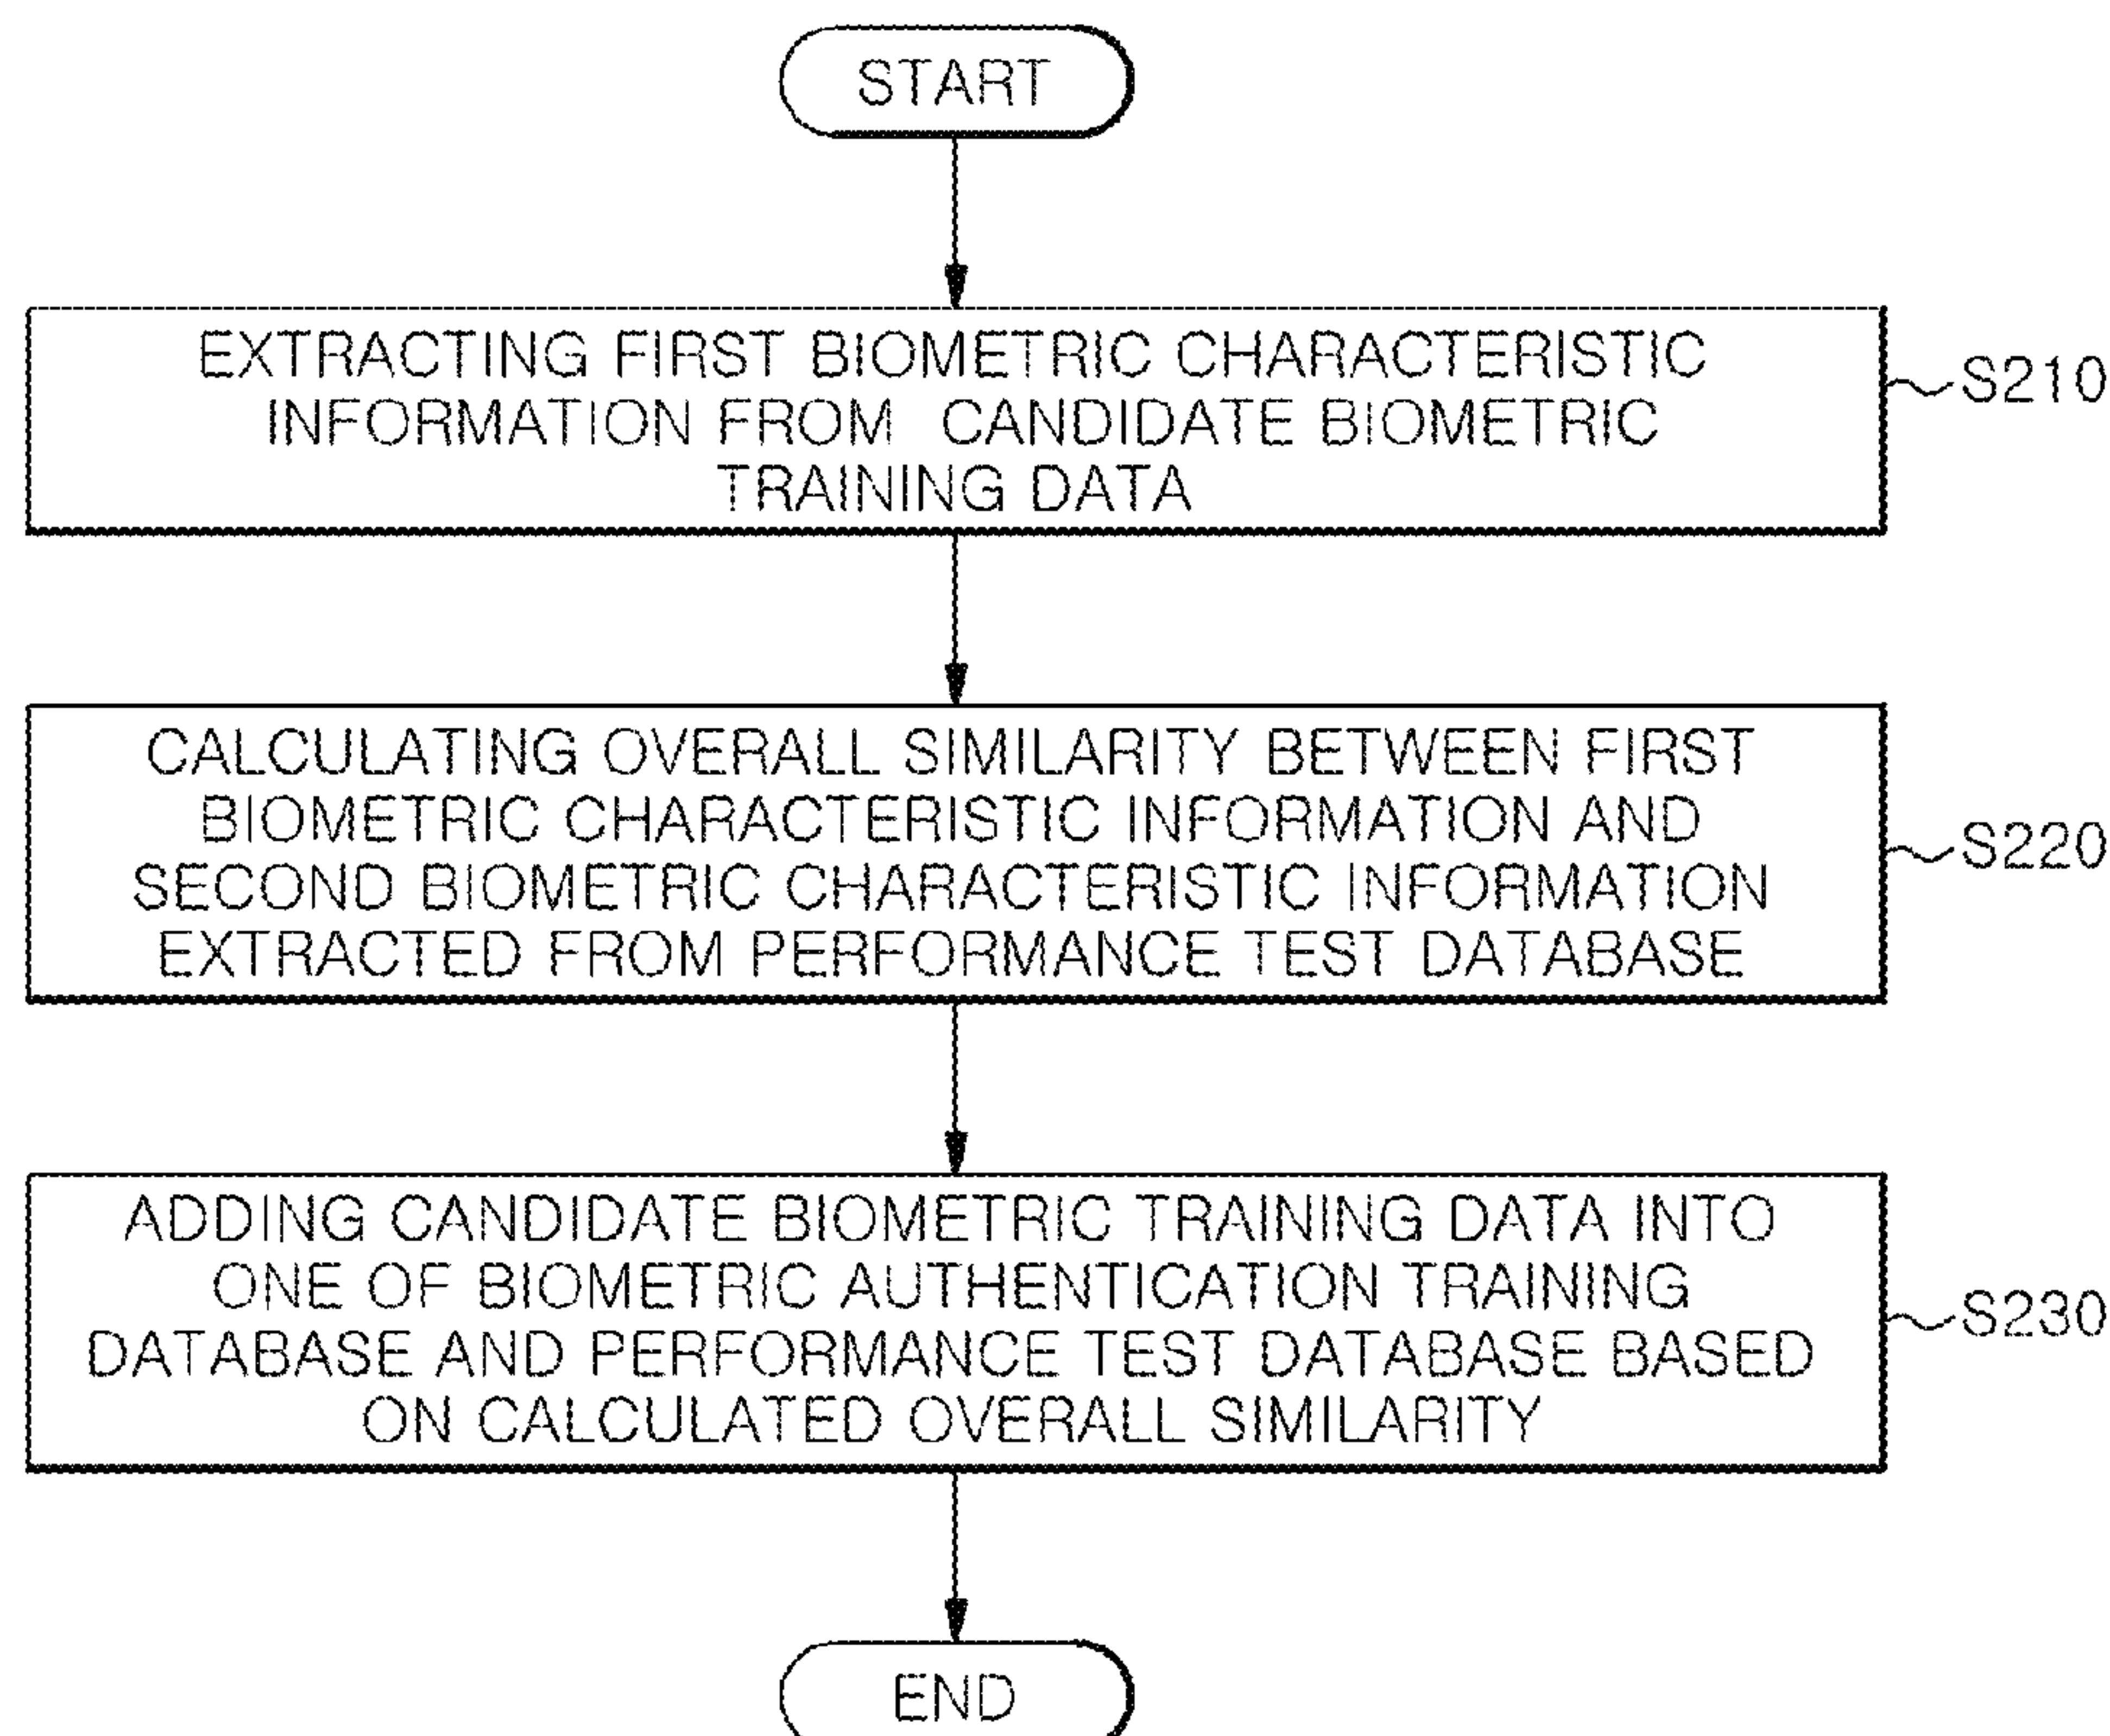 START
EXTRACTING FIRST BIOMETRIC CHARACTERISTIC
INFORMATION FROM CANDIDATE BIOMETRIC
TRAINING DATA
S210
CALCULATING OVERALL SIMILARITY BETWEEN FIRST
BIOMETRIC CHARACTERISTIC INFORMATION AND
SECOND BIOMETRIC CHARACTERISTIC INFORMATION
EXTRACTED FROM PERFORMANCE TEST DATABASE
S220
ADDING CANDIDATE BIOMETRIC TRAINING DATA INTO
ONE OF BIOMETRIC AUTHENTICATION TRAINING
DATABASE AND PERFORMANCE TEST DATABASE BASED
ON CALCULATED OVERALL SIMILARITY
S230
END